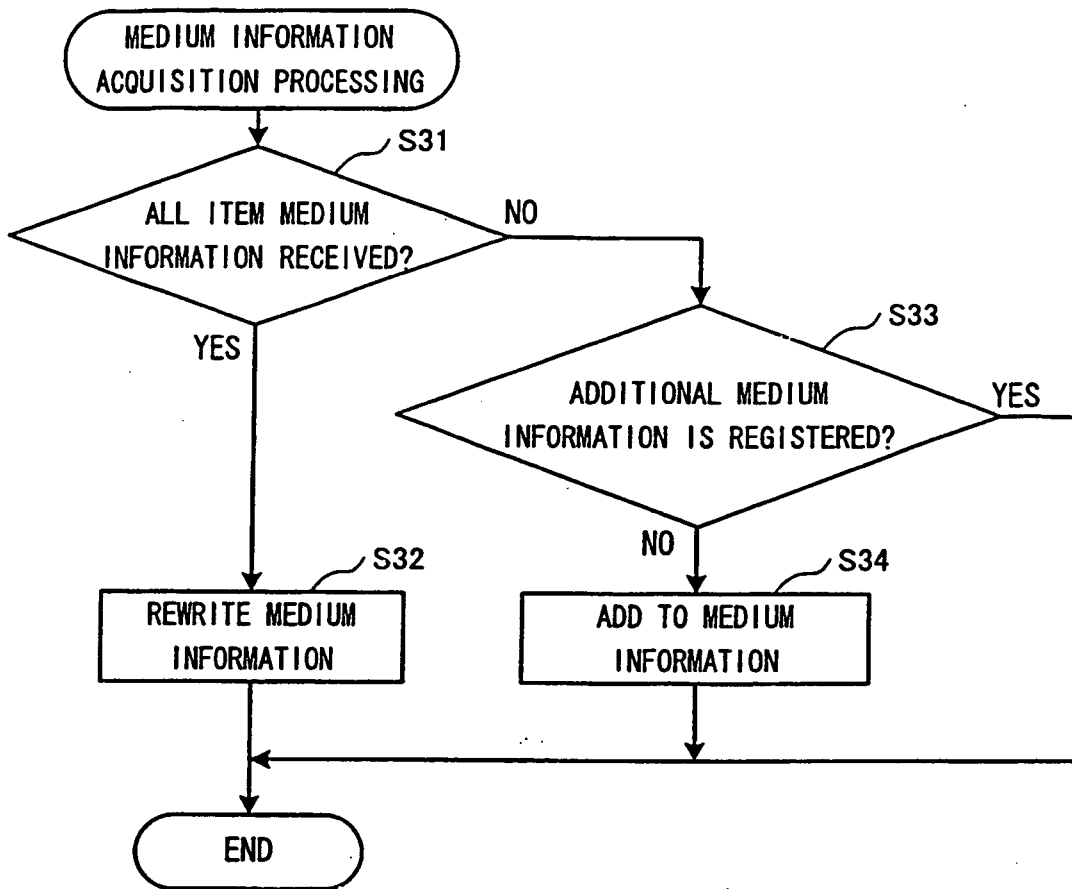 MEDIUM INFORMATION
ACQUISITION PROCESSING
S31
ALL ITEM MEDIUM
INFORMATION RECEIVED?
NO
YES
S33
ADDITIONAL MEDIUM
INFORMATION IS REGISTERED?
YES
NO
S32
REWRITE MEDIUM
INFORMATION
S34
ADD TO MEDIUM
INFORMATION
END